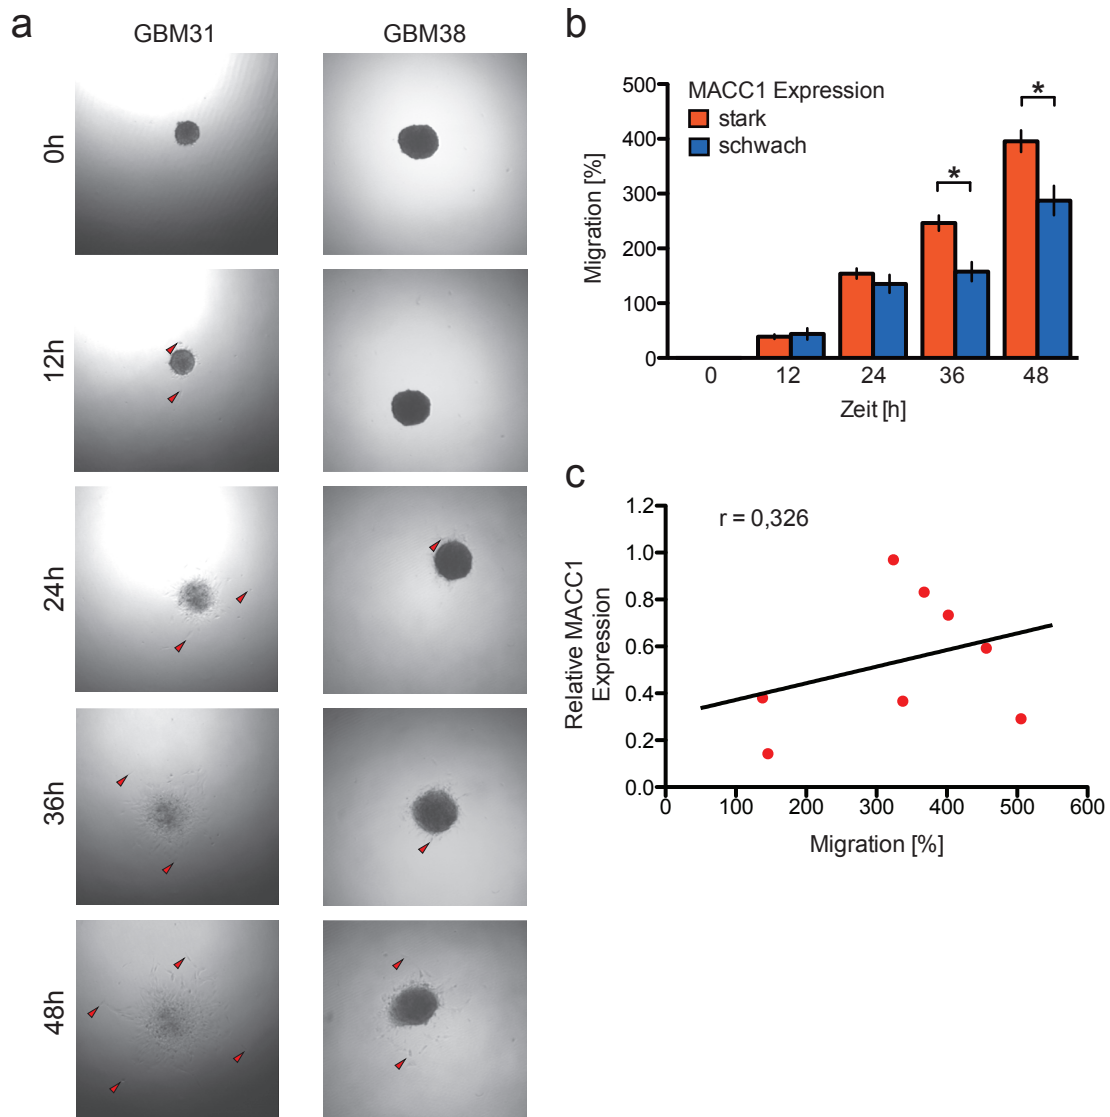 a
GBM31 GBM38
0h
12h
24h
36h
48h
b
500
400
300
200
100
0
Migration [%]
MACC1 Expression
stark
schwach
*
*
0 12 24 36 48
Zeit [h]
c
1.2
1.0
0.8
0.6
0.4
0.2
0.0
Relative MACC1
Expression
r = 0,326
0 100 200 300 400 500 600
Migration [%]